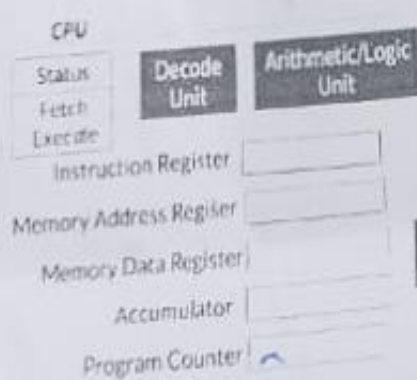 CPU
Status
Fetch
Execute
Decode
Unit
Arithmetic/Logic
Unit
Instruction Register
Memory Address Regiser
Memory Data Register
Accumulator
Program Counter